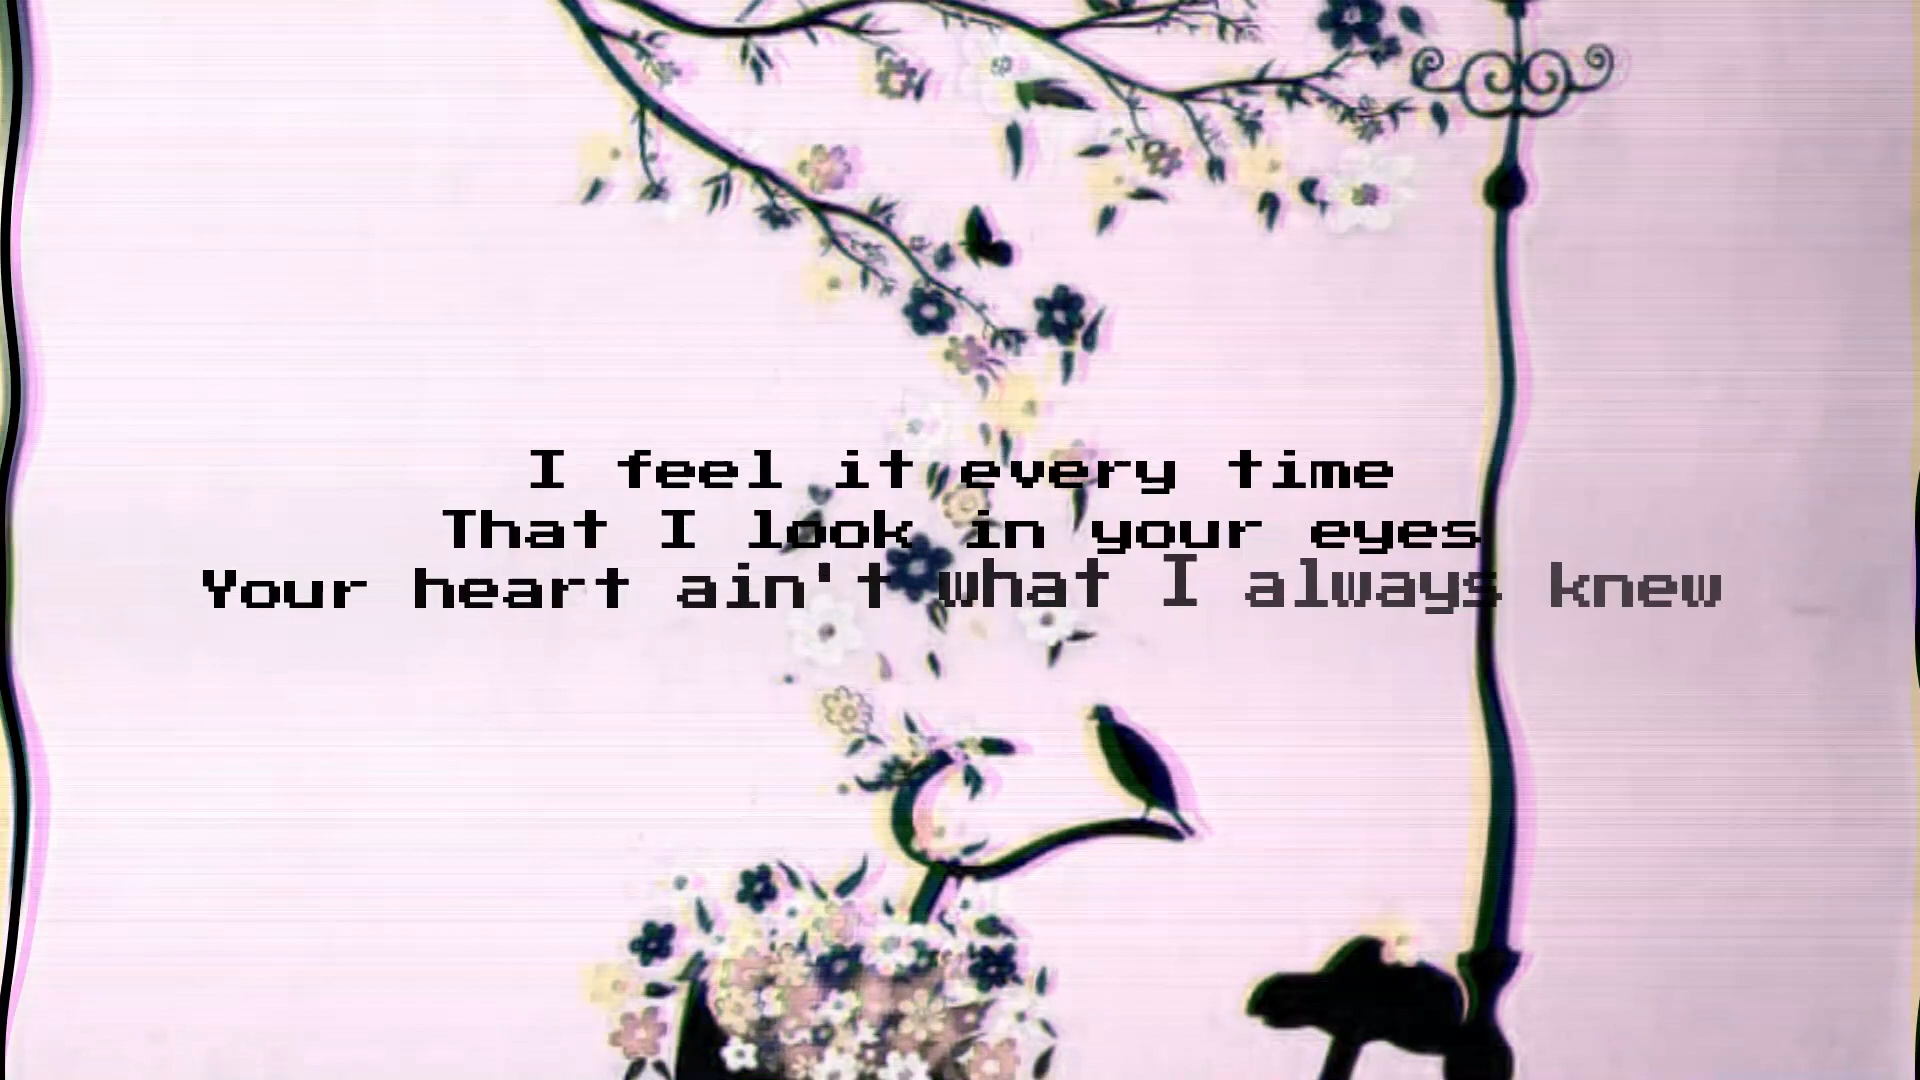 I feel it every time
That I look in your eyes
Your heart ain't what I always knew